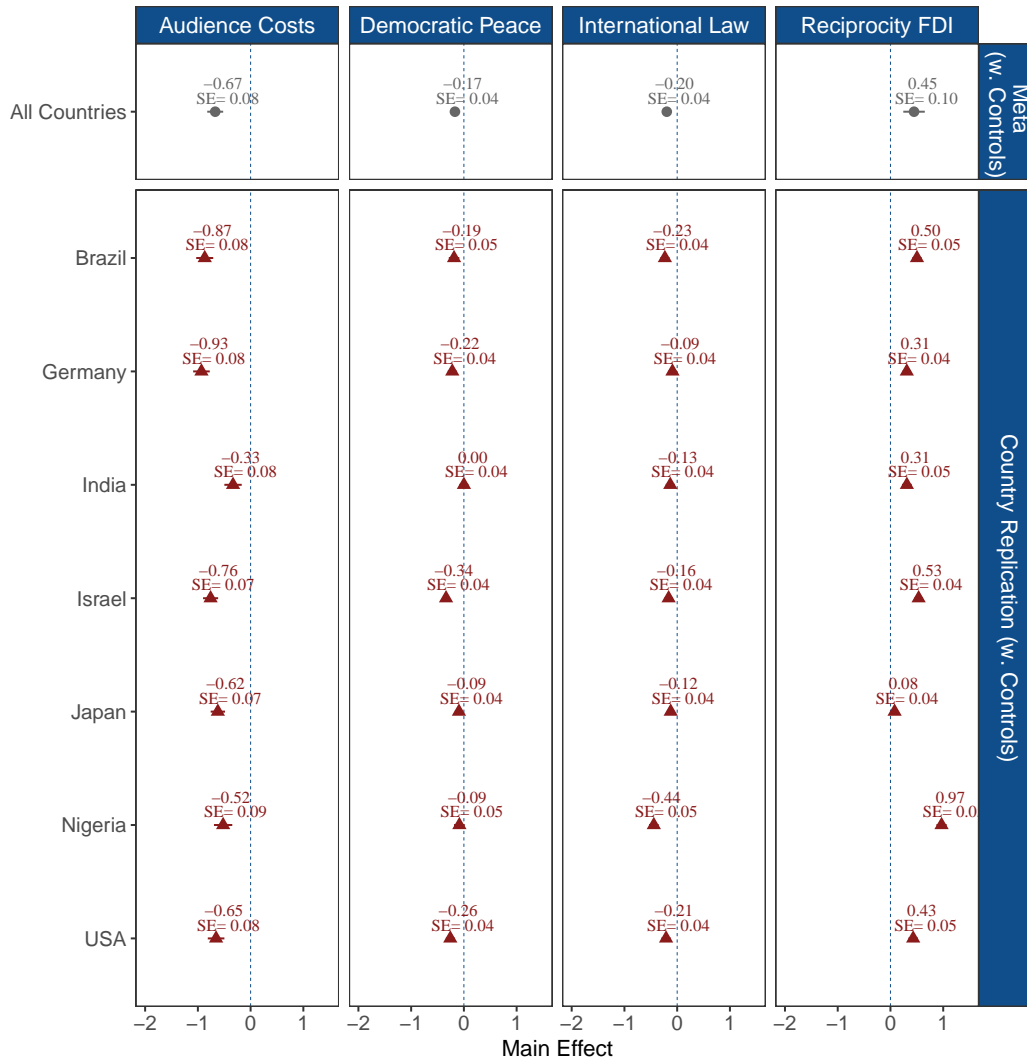 Audience Costs Democratic Peace International Law Reciprocity FDI
Meta
(w. Controls)
All Countries
−0.67 −0.17 −0.20 0.45
SE= 0.08 SE= 0.04 SE= 0.04 SE= 0.10
Country Replication (w. Controls)
Brazil
−0.87 −0.19 −0.23 0.50
SE= 0.08 SE= 0.05 SE= 0.04 SE= 0.05
Germany
−0.93 −0.22 −0.09 0.31
SE= 0.08 SE= 0.04 SE= 0.04 SE= 0.04
India
−0.33 0.00 −0.13 0.31
SE= 0.08 SE= 0.04 SE= 0.04 SE= 0.05
Israel
−0.76 −0.34 −0.16 0.53
SE= 0.07 SE= 0.04 SE= 0.04 SE= 0.04
Japan
−0.62 −0.09 −0.12 0.08
SE= 0.07 SE= 0.04 SE= 0.04 SE= 0.04
Nigeria
−0.52 −0.09 −0.44 0.97
SE= 0.09 SE= 0.05 SE= 0.05 SE= 0.0
USA
−0.65 −0.26 −0.21 0.43
SE= 0.08 SE= 0.04 SE= 0.04 SE= 0.05
−2 −1 0 1 −2 −1 0 1 −2 −1 0 1 −2 −1 0 1
Main Effect